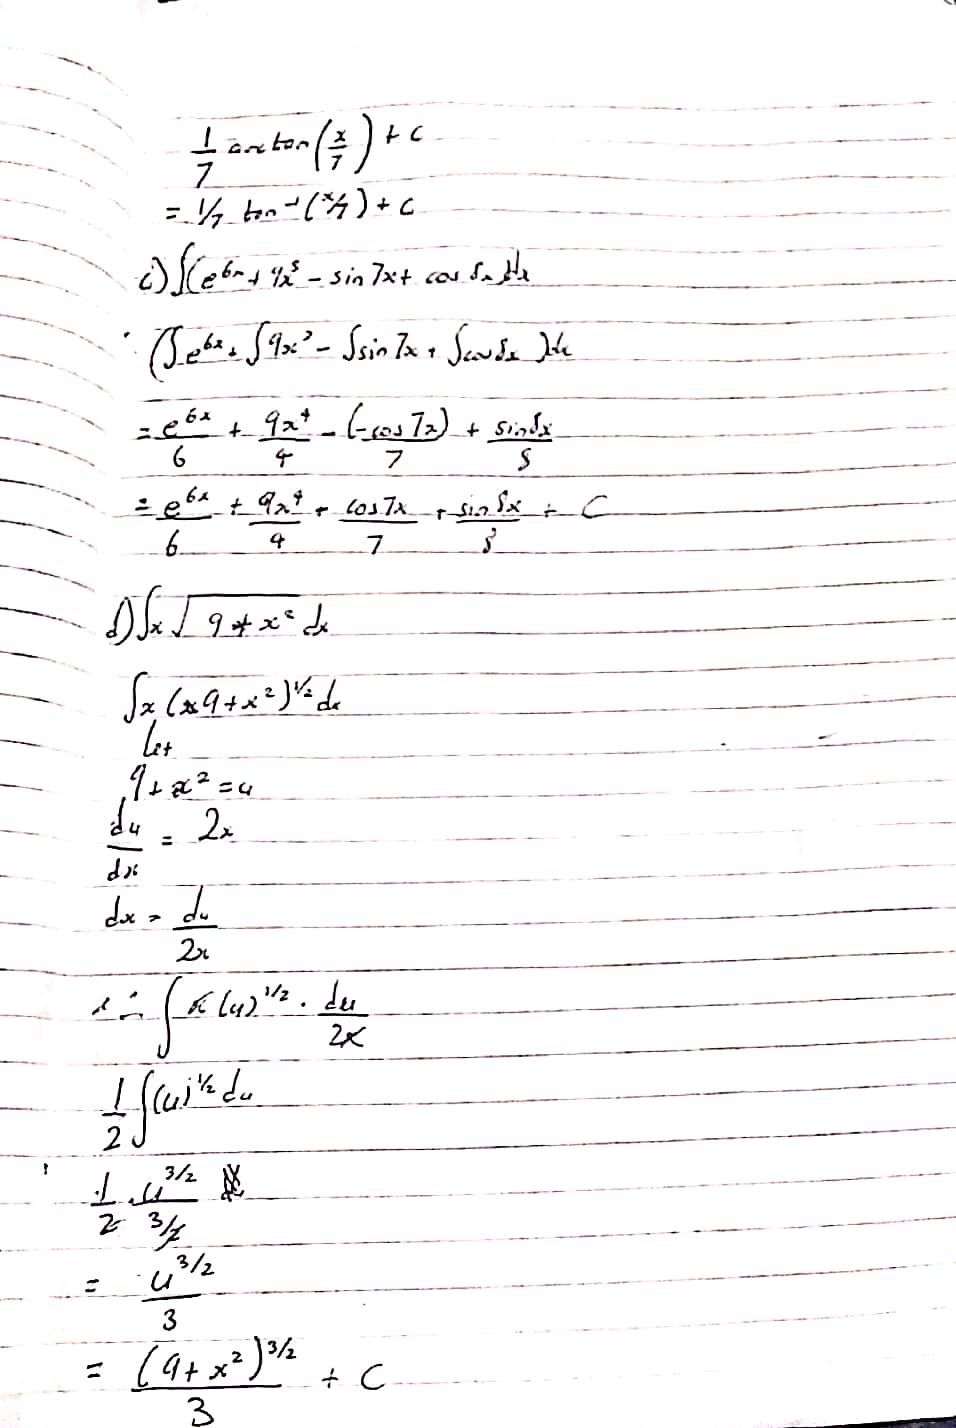 1/7 arctan(x/7) + C
= 1/7 tan⁻¹(x/7) + C
c) ∫(e^6x + 9x³ - sin 7x + cos 5x)dx
(∫e^6x + ∫9x³ - ∫sin 7x + ∫cos 5x)dx
= e^6x/6 + 9x⁴/4 - (-cos 7x)/7 + sin 5x/5
= e^6x/6 + 9x⁴/4 + cos 7x/7 + sin 5x/5 + C
d) ∫x√(9+x²) dx
∫x(9+x²)^1/2 dx
let
9+x² = u
du/dx = 2x
dx = du/2x
∴ ∫x(u)^1/2 . du/2x
1/2 ∫(u)^1/2 du
1/2 . u^3/2 / 3/2
= u^3/2 / 3
= (9+x²)^3/2 / 3 + C